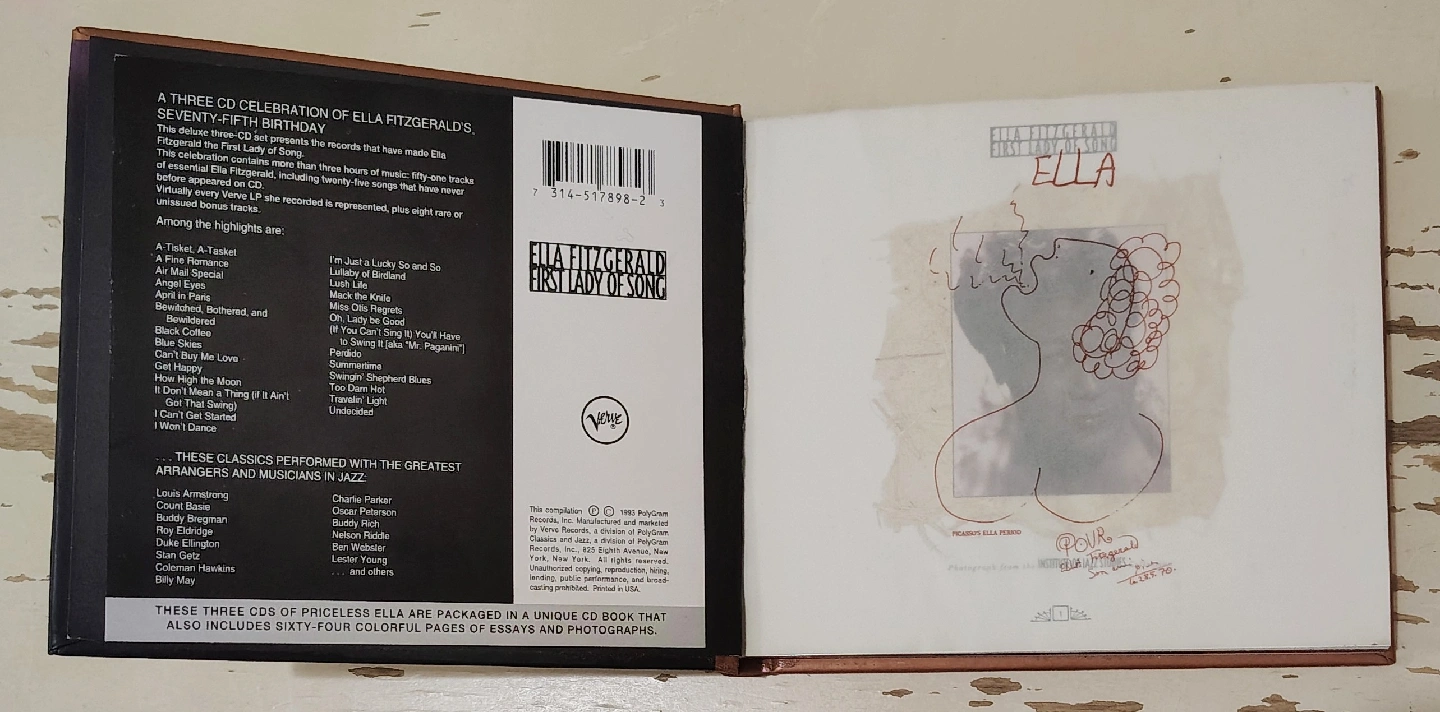 A THREE CD CELEBRATION OF ELLA FITZGERALD'S
SEVENTY-FIFTH BIRTHDAY
This deluxe three-CD set presents the records that have made Ella
Fitzgerald the First Lady of Song.
This celebration contains more than three hours of music: fifty-one tracks
of essential Ella Fitzgerald, including twenty-five songs that have never
before appeared on CD.
Virtually every Verve LP she recorded is represented, plus eight rare or
unissued bonus tracks.
Among the highlights are:
A-Tisket, A-Tasket
A Fine Romance
Air Mail Special
Angel Eyes
April in Paris
Bewitched, Bothered, and
Bewildered
Black Coffee
Blue Skies
Can't Buy Me Love
Get Happy
How High the Moon
It Don't Mean a Thing (if It Ain't
Got That Swing)
I Can't Get Started
I Won't Dance
I'm Just a Lucky So and So
Lullaby of Birdland
Lush Life
Mack the Knife
Miss Otis Regrets
Oh, Lady be Good
(If You Can't Sing It) You'll Have
to Swing It [aka "Mr. Paganini"]
Perdido
Summertime
Swingin' Shepherd Blues
Too Darn Hot
Travelin' Light
Undecided
. . . THESE CLASSICS PERFORMED WITH THE GREATEST
ARRANGERS AND MUSICIANS IN JAZZ:
Louis Armstrong
Count Basie
Buddy Bregman
Roy Eldridge
Duke Ellington
Stan Getz
Coleman Hawkins
Billy May
Charlie Parker
Oscar Peterson
Buddy Rich
Nelson Riddle
Ben Webster
Lester Young
. . . and others
7 314-517898-2 3
ELLA FITZGERALD
FIRST LADY OF SONG
Verve
This compilation Ⓟ © 1993 PolyGram
Records, Inc. Manufactured and marketed
by Verve Records, a division of PolyGram
Classics and Jazz, a division of PolyGram
Records, Inc., 825 Eighth Avenue, New
York, New York. All rights reserved.
Unauthorized copying, reproduction, hiring,
lending, public performance, and broad-
casting prohibited. Printed in USA.
THESE THREE CDS OF PRICELESS ELLA ARE PACKAGED IN A UNIQUE CD BOOK THAT
ALSO INCLUDES SIXTY-FOUR COLORFUL PAGES OF ESSAYS AND PHOTOGRAPHS.
ELLA FITZGERALD
FIRST LADY OF SONG
ELLA
PICASSO'S ELLA PERIOD
POUR
Ella Fitzgerald
Photograph from the INSTITUTE OF JAZZ STUDIES
1